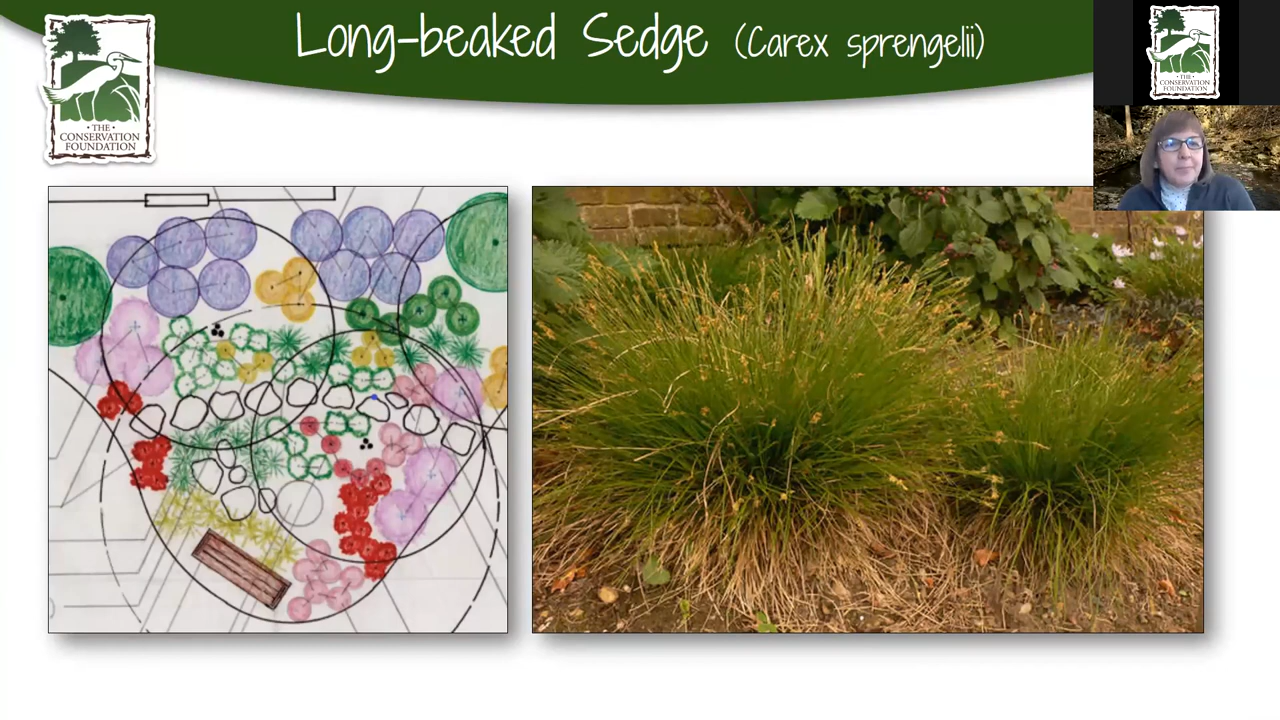 Long-beaked Sedge (Carex sprengelii)
• THE •
CONSERVATION
FOUNDATION
• THE •
CONSERVATION
FOUNDATION